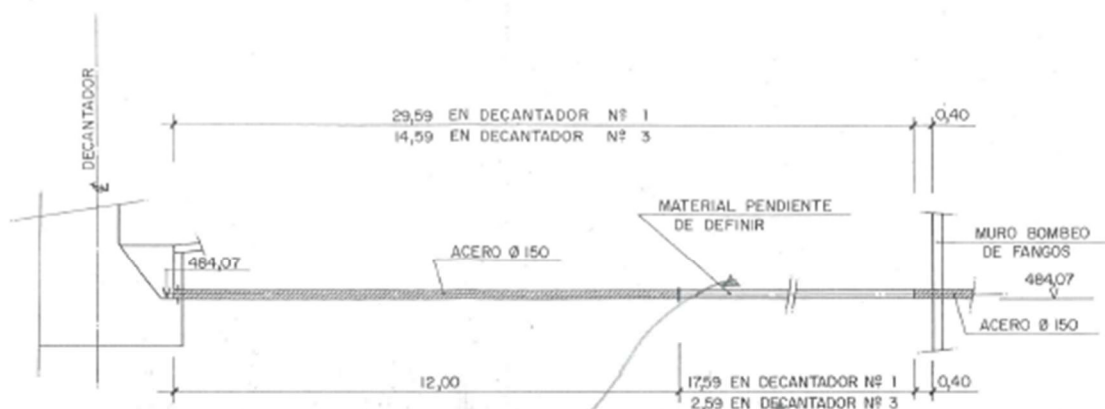 DECANTADOR
29,59 EN DECANTADOR Nº 1
14,59 EN DECANTADOR Nº 3
0,40
MATERIAL PENDIENTE
DE DEFINIR
MURO BOMBEO
DE FANGOS
484,07
ACERO Ø 150
484,07
ACERO Ø 150
12,00
17,59 EN DECANTADOR Nº 1
2,59 EN DECANTADOR Nº 3
0,40